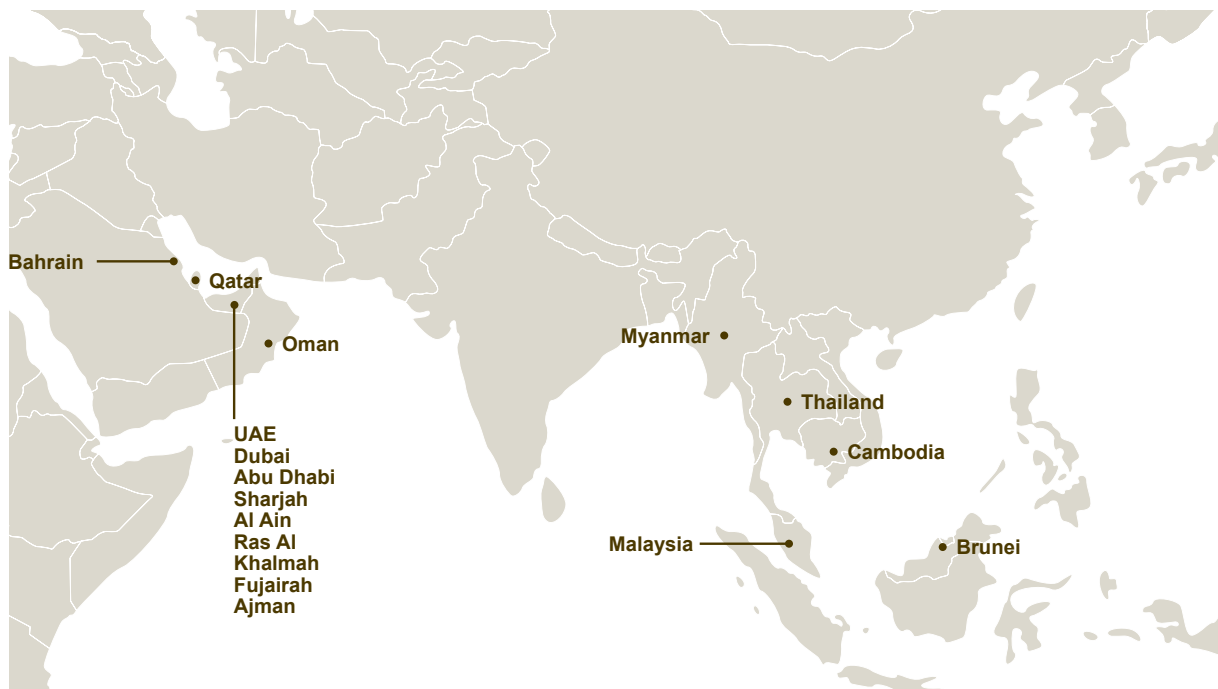 Bahrain
Qatar
Oman
UAE
Dubai
Abu Dhabi
Sharjah
Al Ain
Ras Al
Khalmah
Fujairah
Ajman
Myanmar
Thailand
Cambodia
Malaysia
Brunei